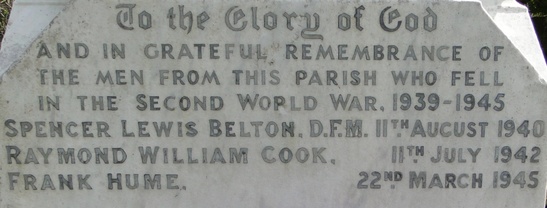 To the Glory of God
AND IN GRATEFUL REMEMBRANCE OF
THE MEN FROM THIS PARISH WHO FELL
IN THE SECOND WORLD WAR. 1939-1945
SPENCER LEWIS BELTON. D.F.M. 11TH AUGUST 1940
RAYMOND WILLIAM COOK. 11TH JULY 1942
FRANK HUME. 22ND MARCH 1945